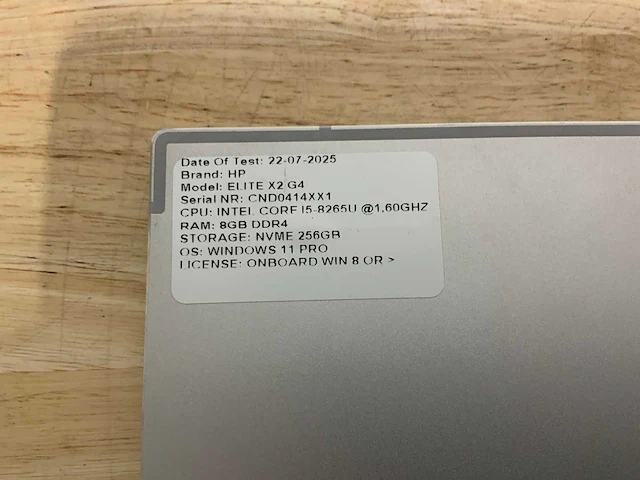 Date Of Test: 22-07-2025
Brand: HP
Model: ELITE X2 G4
Serial NR: CND0414XX1
CPU: INTEL CORE I5-8265U @1,60GHZ
RAM: 8GB DDR4
STORAGE: NVME 256GB
OS: WINDOWS 11 PRO
LICENSE: ONBOARD WIN 8 OR >